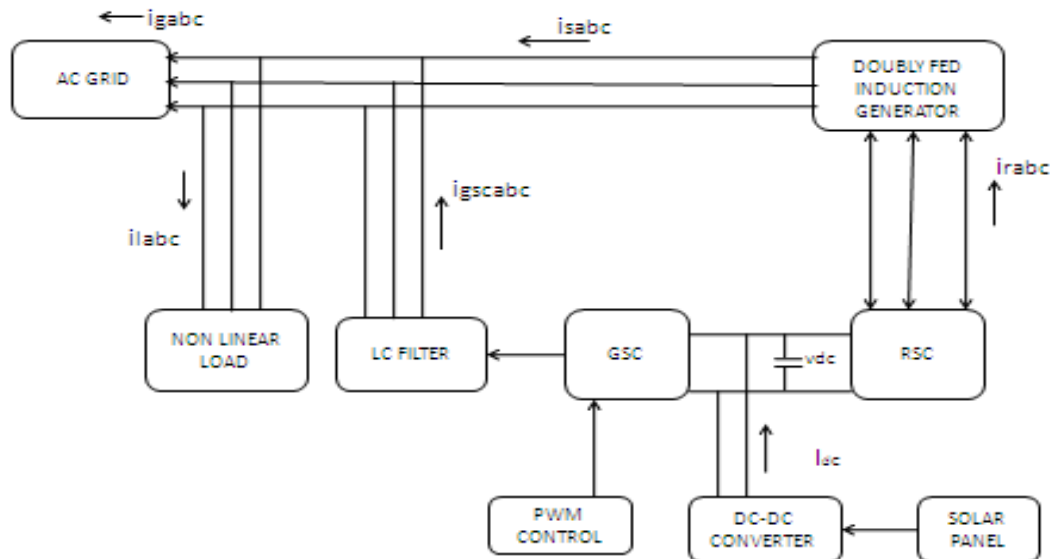 igabc
isabc
AC GRID
DOUBLY FED
INDUCTION
GENERATOR
irabc
igscabc
ilabc
NON LINEAR
LOAD
LC FILTER
GSC
vdc
RSC
Idc
PWM
CONTROL
DC-DC
CONVERTER
SOLAR
PANEL